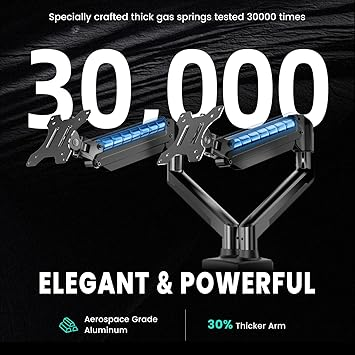 Specially crafted thick gas springs tested 30000 times
30,000
ELEGANT & POWERFUL
Aerospace Grade
Aluminum
30% Thicker Arm